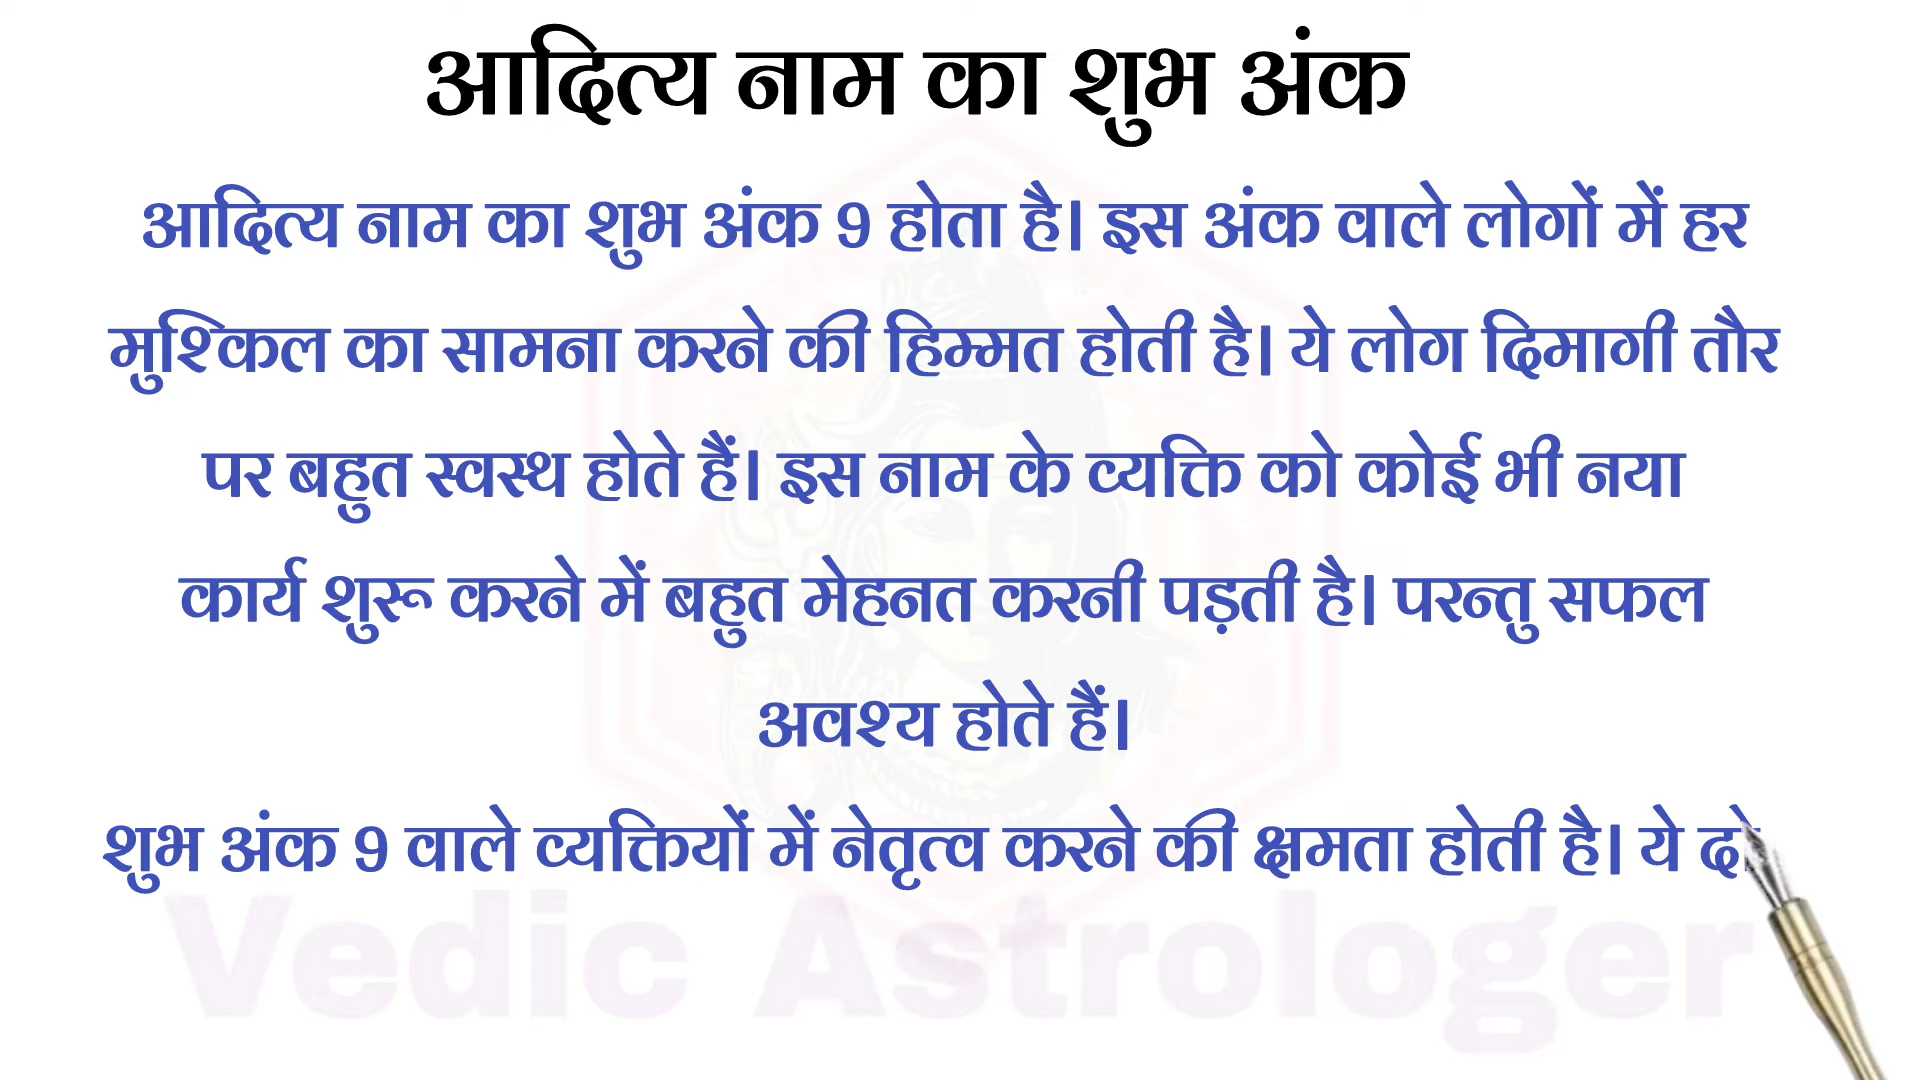 आदित्य नाम का शुभ अंक
आदित्य नाम का शुभ अंक 9 होता है। इस अंक वाले लोगों में हर
मुश्किल का सामना करने की हिम्मत होती है। ये लोग दिमागी तौर
पर बहुत स्वस्थ होते हैं। इस नाम के व्यक्ति को कोई भी नया
कार्य शुरू करने में बहुत मेहनत करनी पड़ती है। परन्तु सफल
अवश्य होते हैं।
शुभ अंक 9 वाले व्यक्तियों में नेतृत्व करने की क्षमता होती है। ये
Vedic Astrologer